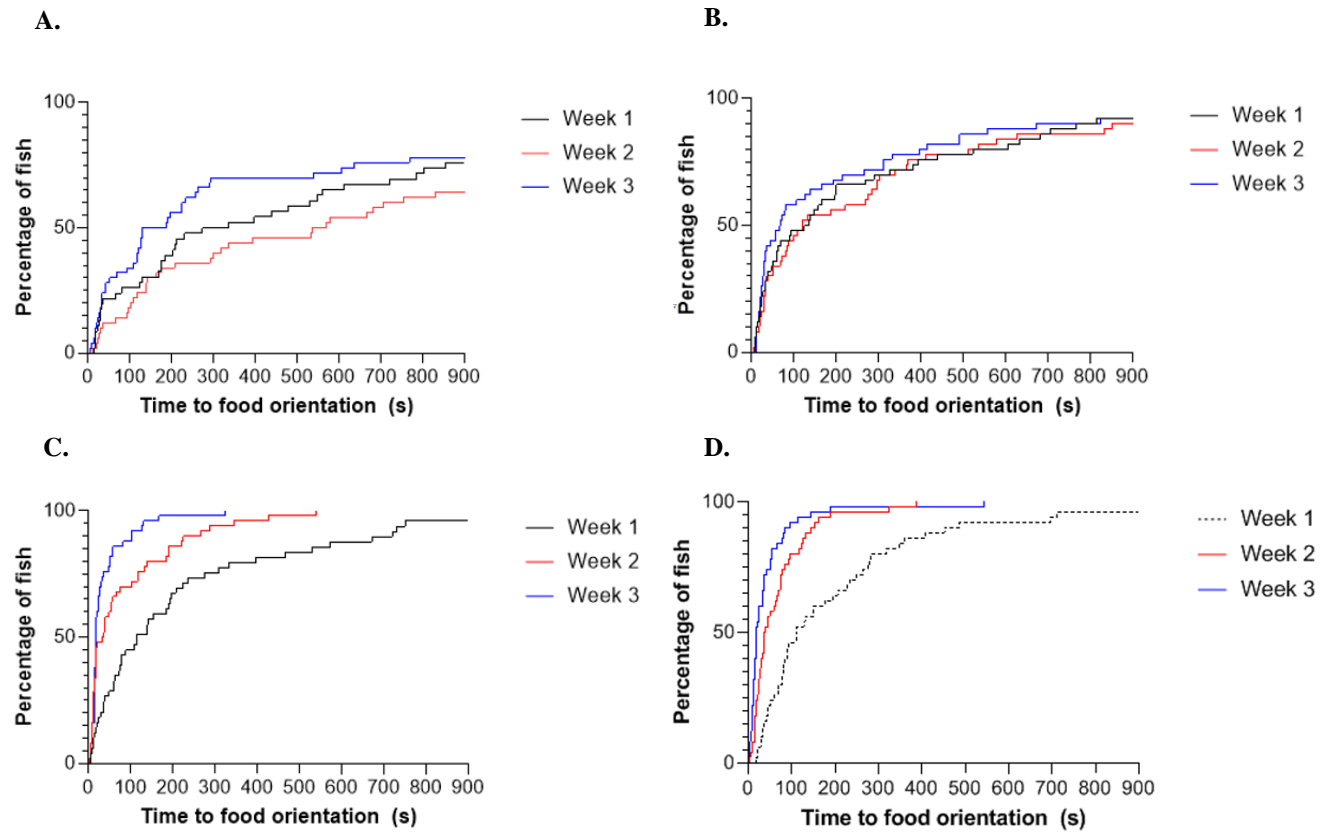 A.
B.
Percentage of fish
100
50
0
0 100 200 300 400 500 600 700 800 900
Time to food orientation (s)
Week 1
Week 2
Week 3
Percentage of fish
100
50
0
0 100 200 300 400 500 600 700 800 900
Time to food orientation (s)
Week 1
Week 2
Week 3
C.
D.
Percentage of fish
100
50
0
0 100 200 300 400 500 600 700 800 900
Time to food orientation (s)
Week 1
Week 2
Week 3
Percentage of fish
100
50
0
0 100 200 300 400 500 600 700 800 900
Time to food orientation (s)
Week 1
Week 2
Week 3